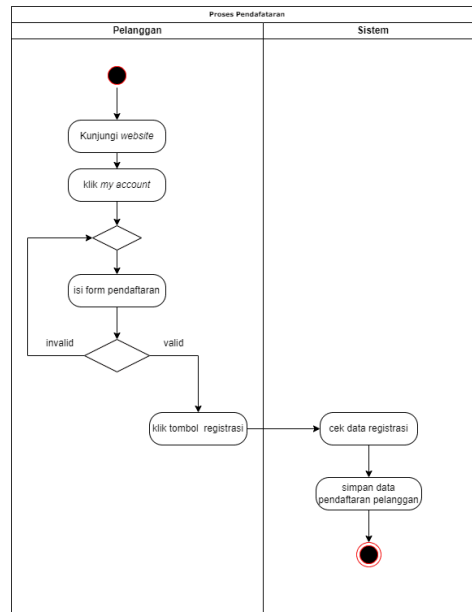 Proses Pendafataran
Pelanggan
Sistem
Kunjungi website
klik my account
isi form pendaftaran
invalid
valid
klik tombol registrasi
cek data registrasi
simpan data
pendaftaran pelanggan